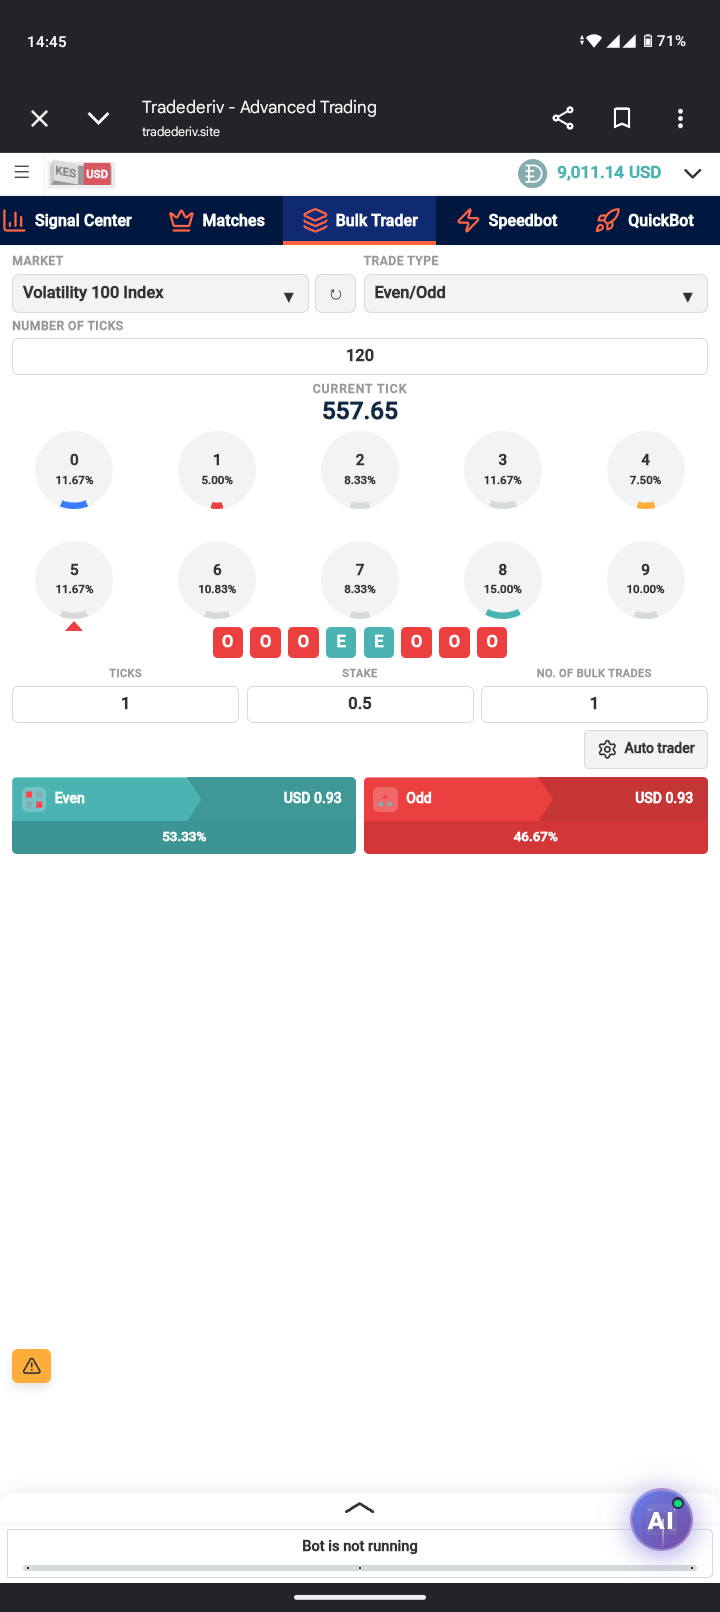 14:45
71%
Tradederiv - Advanced Trading
tradederiv.site
KES USD
9,011.14 USD
Signal Center Matches Bulk Trader Speedbot QuickBot
MARKET TRADE TYPE
Volatility 100 Index Even/Odd
NUMBER OF TICKS
120
CURRENT TICK
557.65
0 1 2 3 4
11.67% 5.00% 8.33% 11.67% 7.50%
5 6 7 8 9
11.67% 10.83% 8.33% 15.00% 10.00%
O O O E E O O O
TICKS STAKE NO. OF BULK TRADES
1 0.5 1
Auto trader
Even USD 0.93 Odd USD 0.93
53.33% 46.67%
AI
Bot is not running